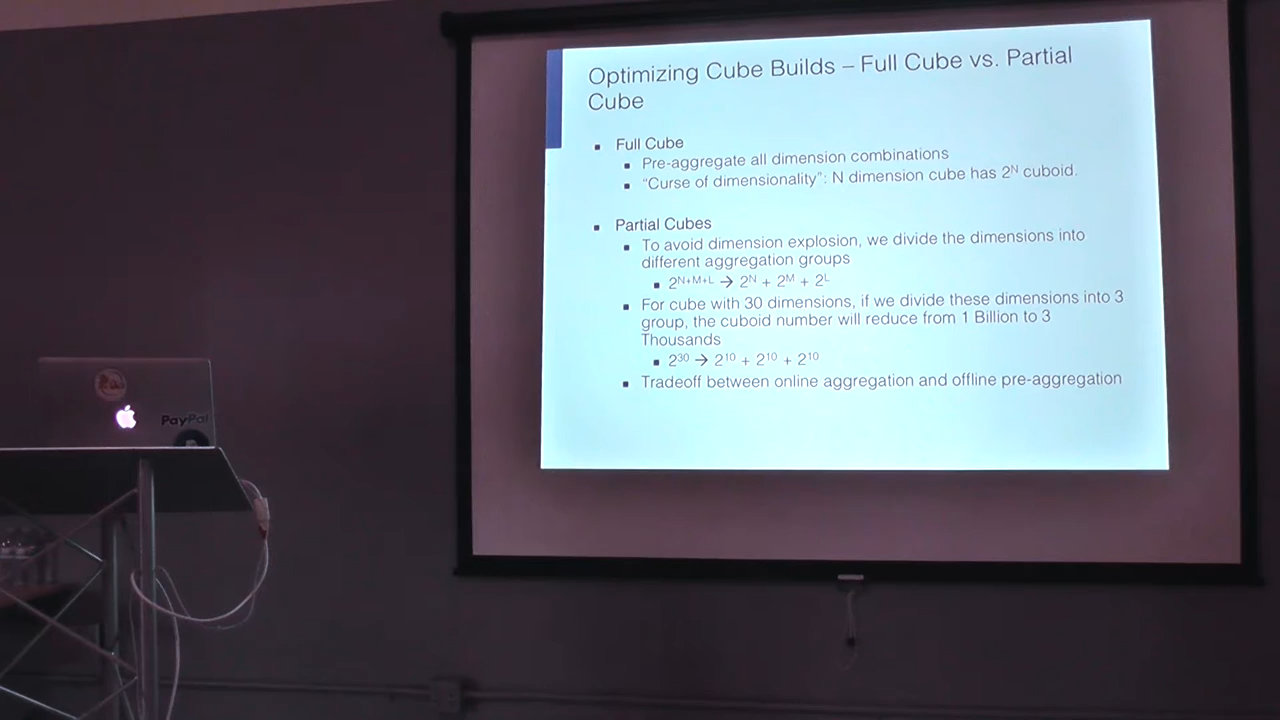 Optimizing Cube Builds – Full Cube vs. Partial
Cube
▪ Full Cube
▪ Pre-aggregate all dimension combinations
▪ “Curse of dimensionality”: N dimension cube has 2ᴺ cuboid.
▪ Partial Cubes
▪ To avoid dimension explosion, we divide the dimensions into
different aggregation groups
▪ 2ᴺ⁺ᴹ⁺ᴸ → 2ᴺ + 2ᴹ + 2ᴸ
▪ For cube with 30 dimensions, if we divide these dimensions into 3
group, the cuboid number will reduce from 1 Billion to 3
Thousands
▪ 2³⁰ → 2¹⁰ + 2¹⁰ + 2¹⁰
▪ Tradeoff between online aggregation and offline pre-aggregation
PayPal